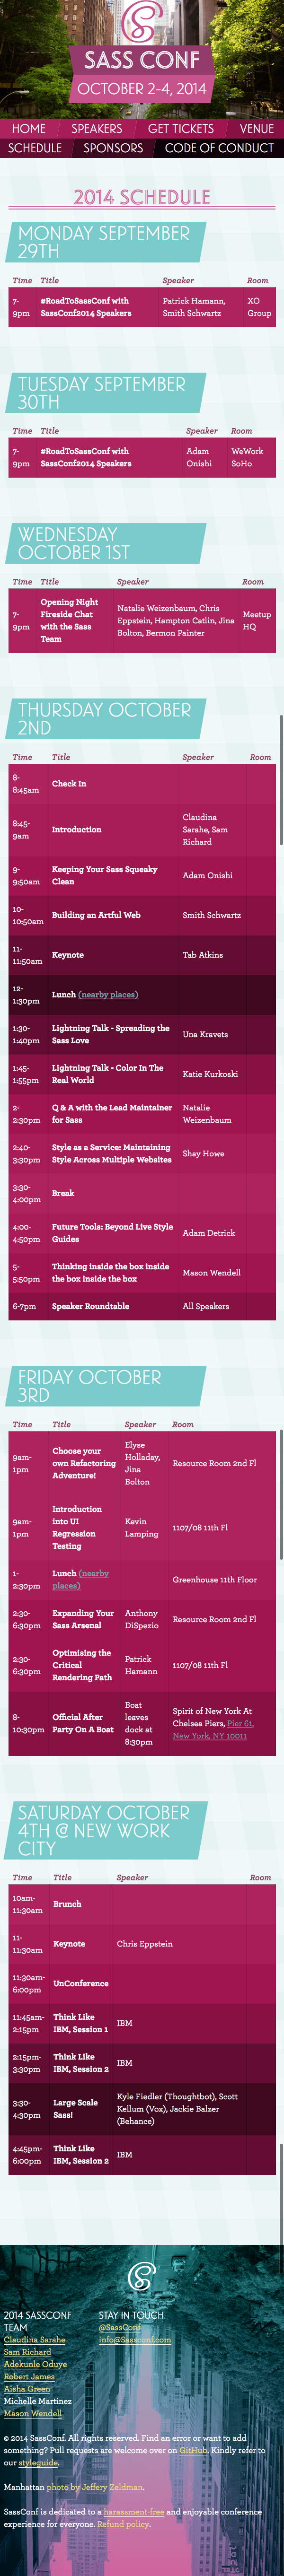 SASS CONF
OCTOBER 2-4, 2014
HOME SPEAKERS GET TICKETS VENUE
SCHEDULE SPONSORS CODE OF CONDUCT
2014 SCHEDULE
MONDAY SEPTEMBER
29TH
Time Title Speaker Room
7- #RoadToSassConf with Patrick Hamann, XO
9pm SassConf2014 Speakers Smith Schwartz Group
TUESDAY SEPTEMBER
30TH
Time Title Speaker Room
7- #RoadToSassConf with Adam WeWork
9pm SassConf2014 Speakers Onishi SoHo
WEDNESDAY
OCTOBER 1ST
Time Title Speaker Room
7-
9pm
Opening Night
Fireside Chat
with the Sass
Team
Natalie Weizenbaum, Chris
Eppstein, Hampton Catlin, Jina
Bolton, Bermon Painter
Meetup
HQ
THURSDAY OCTOBER
2ND
Time Title Speaker Room
8-
8:45am
Check In
8:45-
9am
Introduction
Claudina
Sarahe, Sam
Richard
9-
9:50am
Keeping Your Sass Squeaky
Clean
Adam Onishi
10-
10:50am
Building an Artful Web
Smith Schwartz
11-
11:50am
Keynote
Tab Atkins
12-
1:30pm
Lunch (nearby places)
1:30-
1:40pm
Lightning Talk - Spreading the
Sass Love
Una Kravets
1:45-
1:55pm
Lightning Talk - Color In The
Real World
Katie Kurkoski
2-
2:30pm
Q & A with the Lead Maintainer
for Sass
Natalie
Weizenbaum
2:40-
3:30pm
Style as a Service: Maintaining
Style Across Multiple Websites
Shay Howe
3:30-
4:00pm
Break
4:00-
4:50pm
Future Tools: Beyond Live Style
Guides
Adam Detrick
5-
5:50pm
Thinking inside the box inside
the box inside the box
Mason Wendell
6-7pm Speaker Roundtable All Speakers
FRIDAY OCTOBER
3RD
Time Title Speaker Room
9am-
1pm
Choose your
own Refactoring
Adventure!
Elyse
Holladay,
Jina
Bolton
Resource Room 2nd Fl
9am-
1pm
Introduction
into UI
Regression
Testing
Kevin
Lamping
1107/08 11th Fl
1-
2:30pm
Lunch (nearby
places)
Greenhouse 11th Floor
2:30-
6:30pm
Expanding Your
Sass Arsenal
Anthony
DiSpezio
Resource Room 2nd Fl
2:30-
6:30pm
Optimising the
Critical
Rendering Path
Patrick
Hamann
1107/08 11th Fl
8-
10:30pm
Official After
Party On A Boat
Boat
leaves
dock at
8:30pm
Spirit of New York At
Chelsea Piers, Pier 61,
New York, NY 10011
SATURDAY OCTOBER
4TH @ NEW WORK
CITY
Time Title Speaker Room
10am-
11:30am
Brunch
11-
11:30am
Keynote
Chris Eppstein
11:30am-
6:00pm
UnConference
11:45am-
2:15pm
Think Like
IBM, Session 1
IBM
2:15pm-
3:30pm
Think Like
IBM, Session 2
IBM
3:30-
4:30pm
Large Scale
Sass!
Kyle Fiedler (Thoughtbot), Scott
Kellum (Vox), Jackie Balzer
(Behance)
4:45pm-
6:00pm
Think Like
IBM, Session 2
IBM
2014 SASSCONF
TEAM
Claudina Sarahe
Sam Richard
Adekunle Oduye
Robert James
Aisha Green
Michelle Martinez
Mason Wendell
STAY IN TOUCH
@SassConf
info@Sassconf.com
© 2014 SassConf. All rights reserved. Find an error or want to add
something? Pull requests are welcome over on GitHub. Kindly refer to
our styleguide.
Manhattan photo by Jeffery Zeldman.
SassConf is dedicated to a harassment-free and enjoyable conference
experience for everyone. Refund policy.